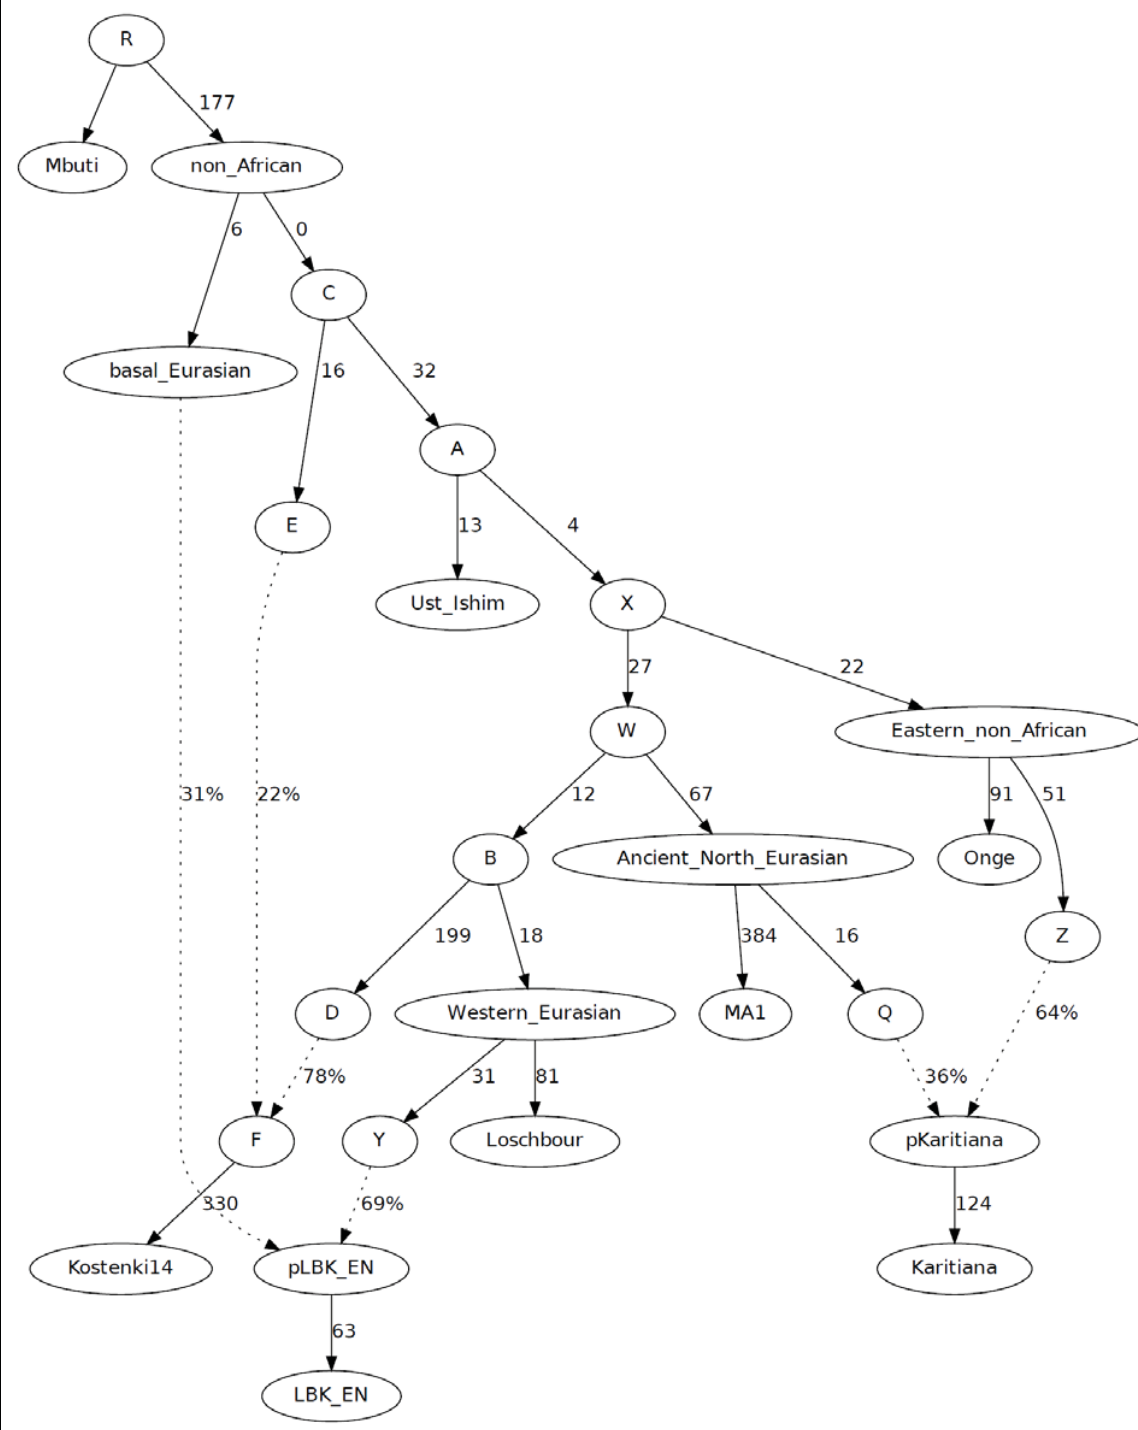 R
177
Mbuti
non_African
6
0
C
basal_Eurasian
16
32
A
E
13
4
Ust_Ishim
X
27
22
W
Eastern_non_African
31%
22%
12
67
91
51
B
Ancient_North_Eurasian
Onge
199
18
384
16
Z
D
Western_Eurasian
MA1
Q
64%
78%
31
81
36%
F
Y
Loschbour
pKaritiana
330
69%
124
Kostenki14
pLBK_EN
Karitiana
63
LBK_EN